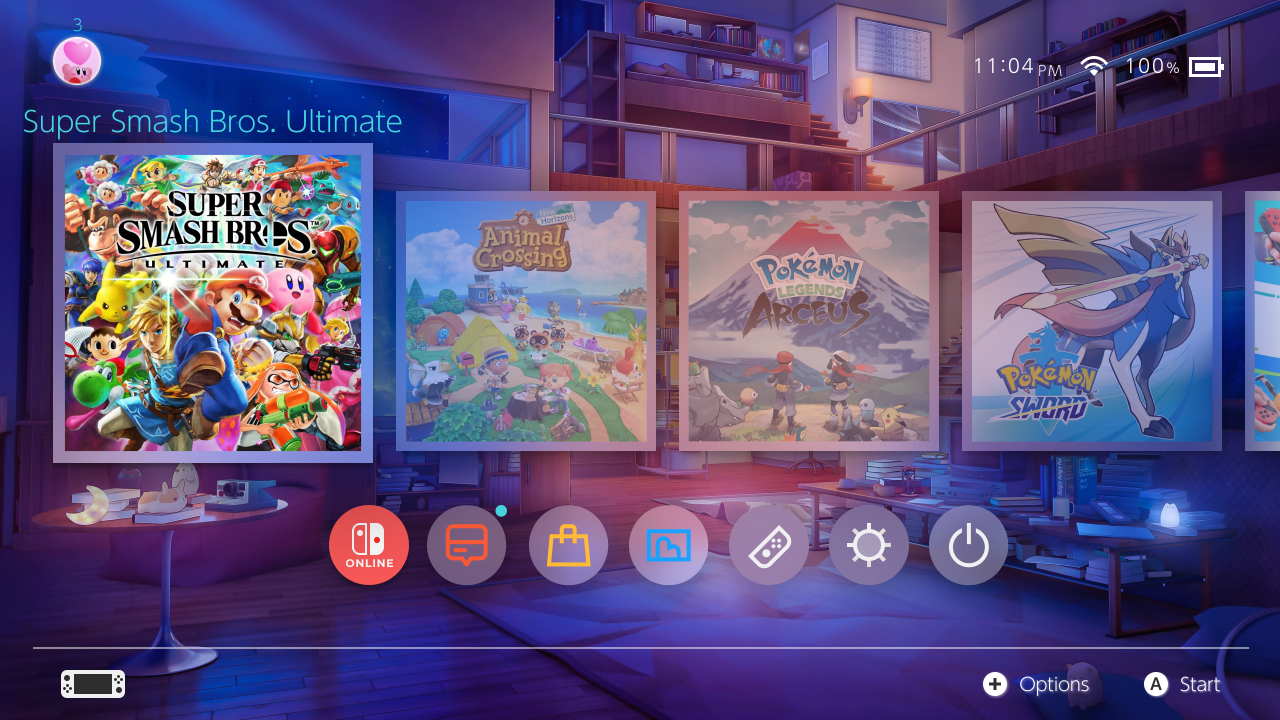 3
11:04 PM 100%
Super Smash Bros. Ultimate
SUPER
SMASH BROS.™
ULTIMATE
New
Horizons
Animal
Crossing
POKÉMON
LEGENDS
ARCEUS
POKÉMON
SWORD
ONLINE
+ Options
A Start